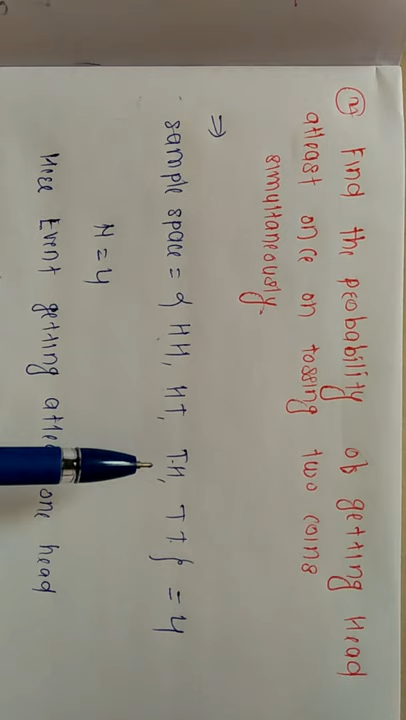 (2) Find the probability of getting Head
atleast once on tossing two coins
simultaneously.
⇒
sample space = { HH, HT, TH, TT } = 4
N = 4
Here Event getting one head